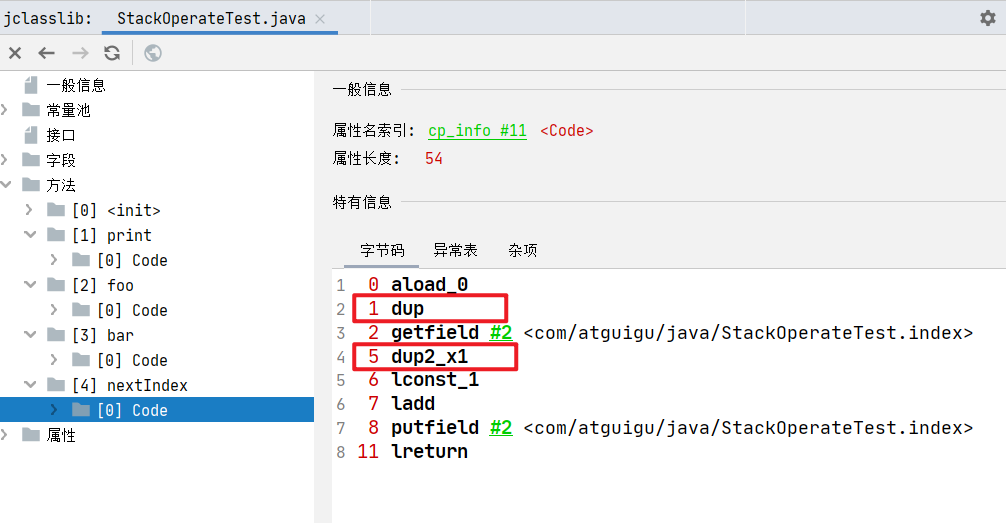 jclasslib: StackOperateTest.java
一般信息
常量池
接口
字段
方法
[0] <init>
[1] print
[0] Code
[2] foo
[0] Code
[3] bar
[0] Code
[4] nextIndex
[0] Code
属性
一般信息
属性名索引: cp_info #11 <Code>
属性长度: 54
特有信息
字节码 异常表 杂项
1 0 aload_0
2 1 dup
3 2 getfield #2 <com/atguigu/java/StackOperateTest.index>
4 5 dup2_x1
5 6 lconst_1
6 7 ladd
7 8 putfield #2 <com/atguigu/java/StackOperateTest.index>
8 11 lreturn